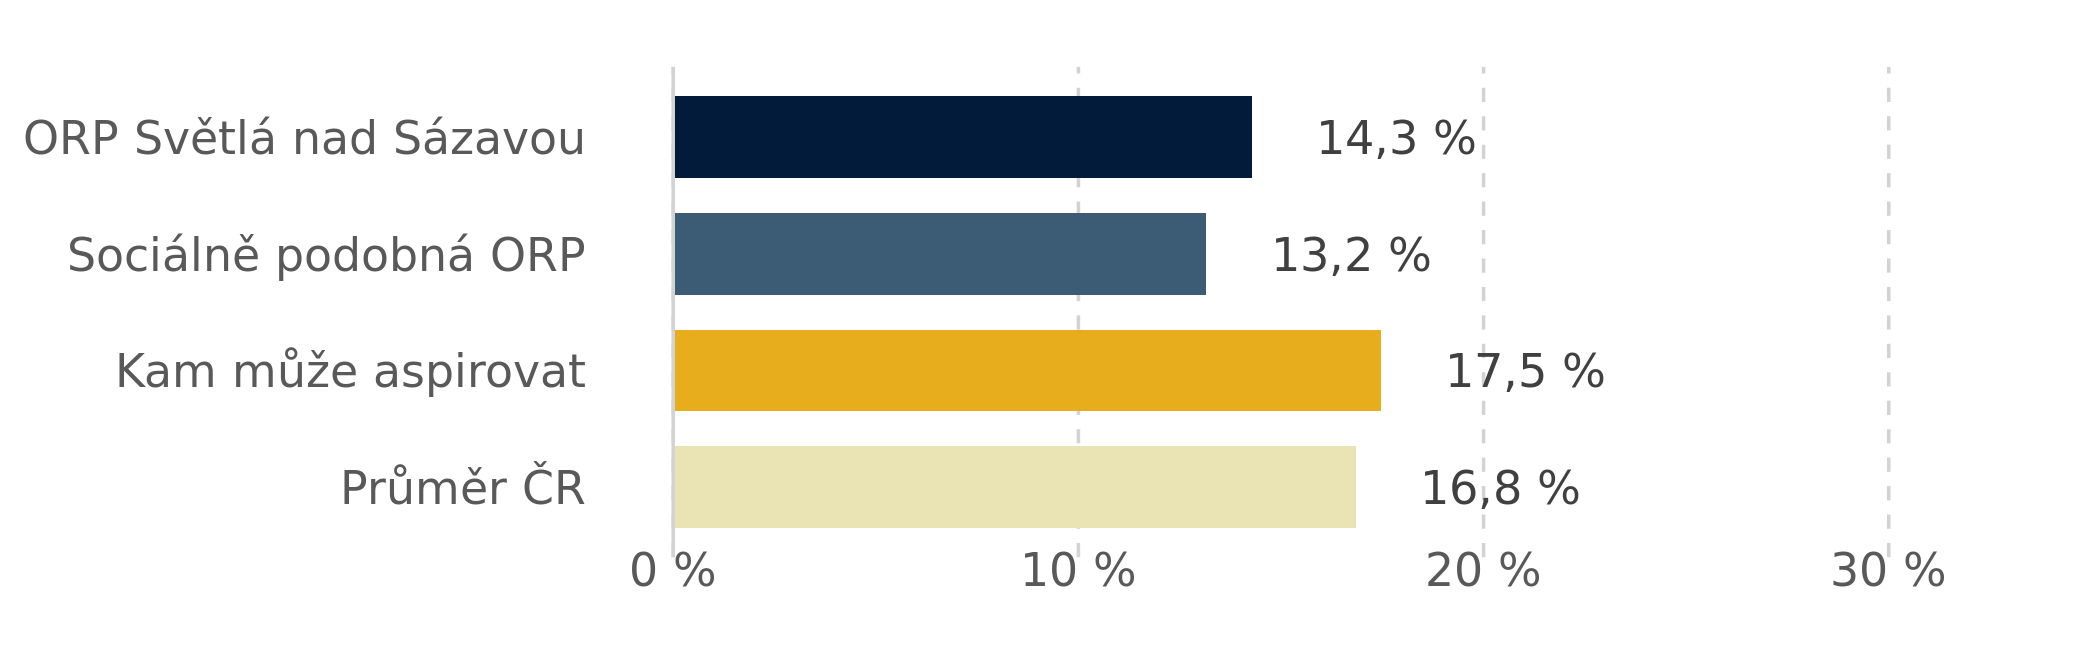 ORP Světlá nad Sázavou 14,3 %
Sociálně podobná ORP 13,2 %
Kam může aspirovat 17,5 %
Průměr ČR 16,8 %
0 % 10 % 20 % 30 %